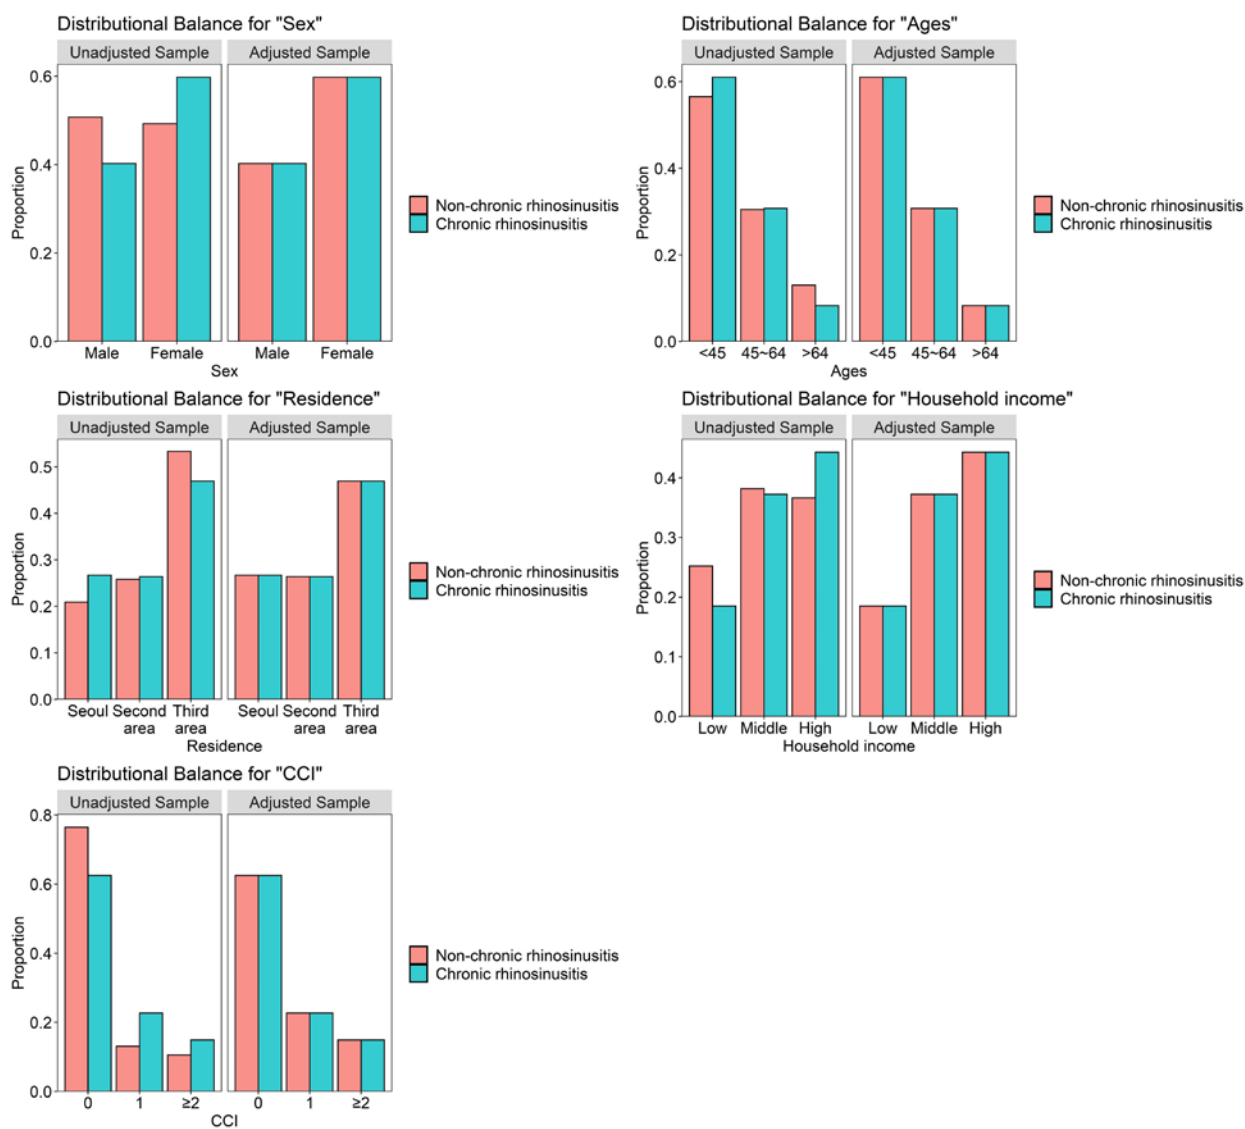 Distributional Balance for "Sex"
Unadjusted Sample
Adjusted Sample
0.6
0.4
0.2
0.0
Proportion
Male
Female
Male
Female
Sex
Non-chronic rhinosinusitis
Chronic rhinosinusitis
Distributional Balance for "Ages"
Unadjusted Sample
Adjusted Sample
0.6
0.4
0.2
0.0
Proportion
<45
45~64
>64
<45
45~64
>64
Ages
Non-chronic rhinosinusitis
Chronic rhinosinusitis
Distributional Balance for "Residence"
Unadjusted Sample
Adjusted Sample
0.5
0.4
0.3
0.2
0.1
0.0
Proportion
Seoul
Second
area
Third
area
Seoul
Second
area
Third
area
Residence
Non-chronic rhinosinusitis
Chronic rhinosinusitis
Distributional Balance for "Household income"
Unadjusted Sample
Adjusted Sample
0.4
0.3
0.2
0.1
0.0
Proportion
Low
Middle
High
Low
Middle
High
Household income
Non-chronic rhinosinusitis
Chronic rhinosinusitis
Distributional Balance for "CCI"
Unadjusted Sample
Adjusted Sample
0.8
0.6
0.4
0.2
0.0
Proportion
0
1
≥2
0
1
≥2
CCI
Non-chronic rhinosinusitis
Chronic rhinosinusitis